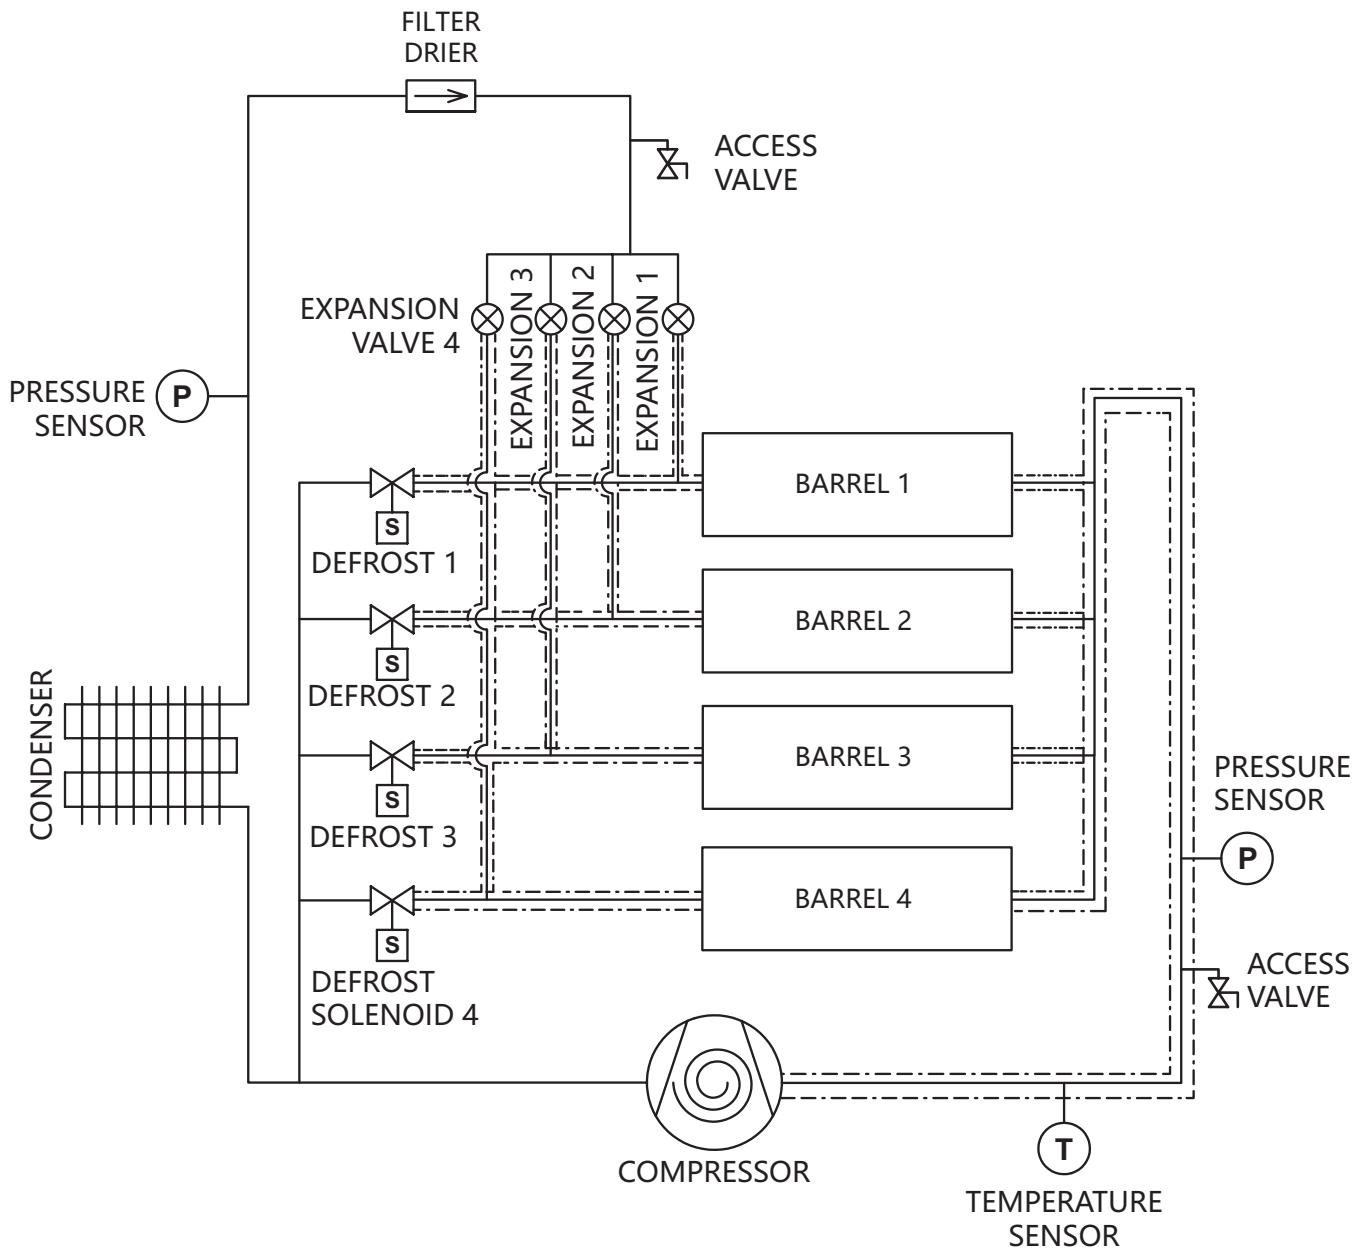 FILTER
DRIER
ACCESS
VALVE
EXPANSION
VALVE 4
EXPANSION 3
EXPANSION 2
EXPANSION 1
PRESSURE
SENSOR
P
BARREL 1
S
DEFROST 1
BARREL 2
S
DEFROST 2
CONDENSER
BARREL 3
S
DEFROST 3
PRESSURE
SENSOR
P
BARREL 4
S
DEFROST
SOLENOID 4
ACCESS
VALVE
COMPRESSOR
T
TEMPERATURE
SENSOR